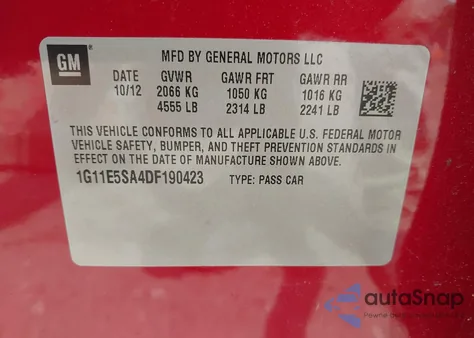 GM
MFD BY GENERAL MOTORS LLC
DATE GVWR GAWR FRT GAWR RR
10/12 2066 KG 1050 KG 1016 KG
4555 LB 2314 LB 2241 LB
THIS VEHICLE CONFORMS TO ALL APPLICABLE U.S. FEDERAL MOTOR
VEHICLE SAFETY, BUMPER, AND THEFT PREVENTION STANDARDS
IN EFFECT ON THE DATE OF MANUFACTURE SHOWN ABOVE.
1G11E5SA4DF190423 TYPE: PASS CAR
autoSnap